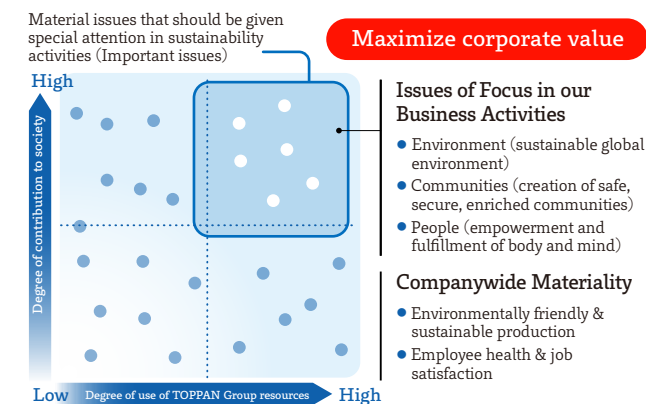 Material issues that should be given
special attention in sustainability
activities (Important issues)
Maximize corporate value
High
Degree of contribution to society
Issues of Focus in our
Business Activities
● Environment (sustainable global
environment)
● Communities (creation of safe,
secure, enriched communities)
● People (empowerment and
fulfillment of body and mind)
Companywide Materiality
● Environmentally friendly &
sustainable production
● Employee health & job
satisfaction
Low
Degree of use of TOPPAN Group resources
High